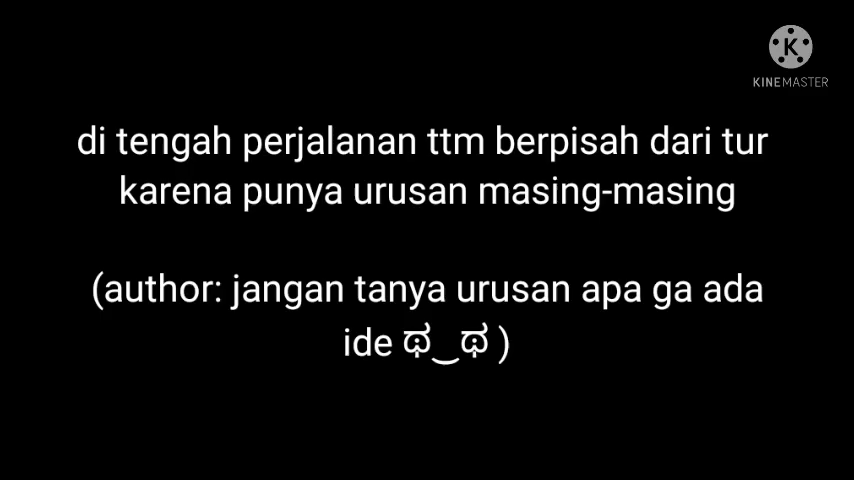 KINEMASTER
di tengah perjalanan ttm berpisah dari tur
karena punya urusan masing-masing
(author: jangan tanya urusan apa ga ada
ide ಥ‿ಥ )